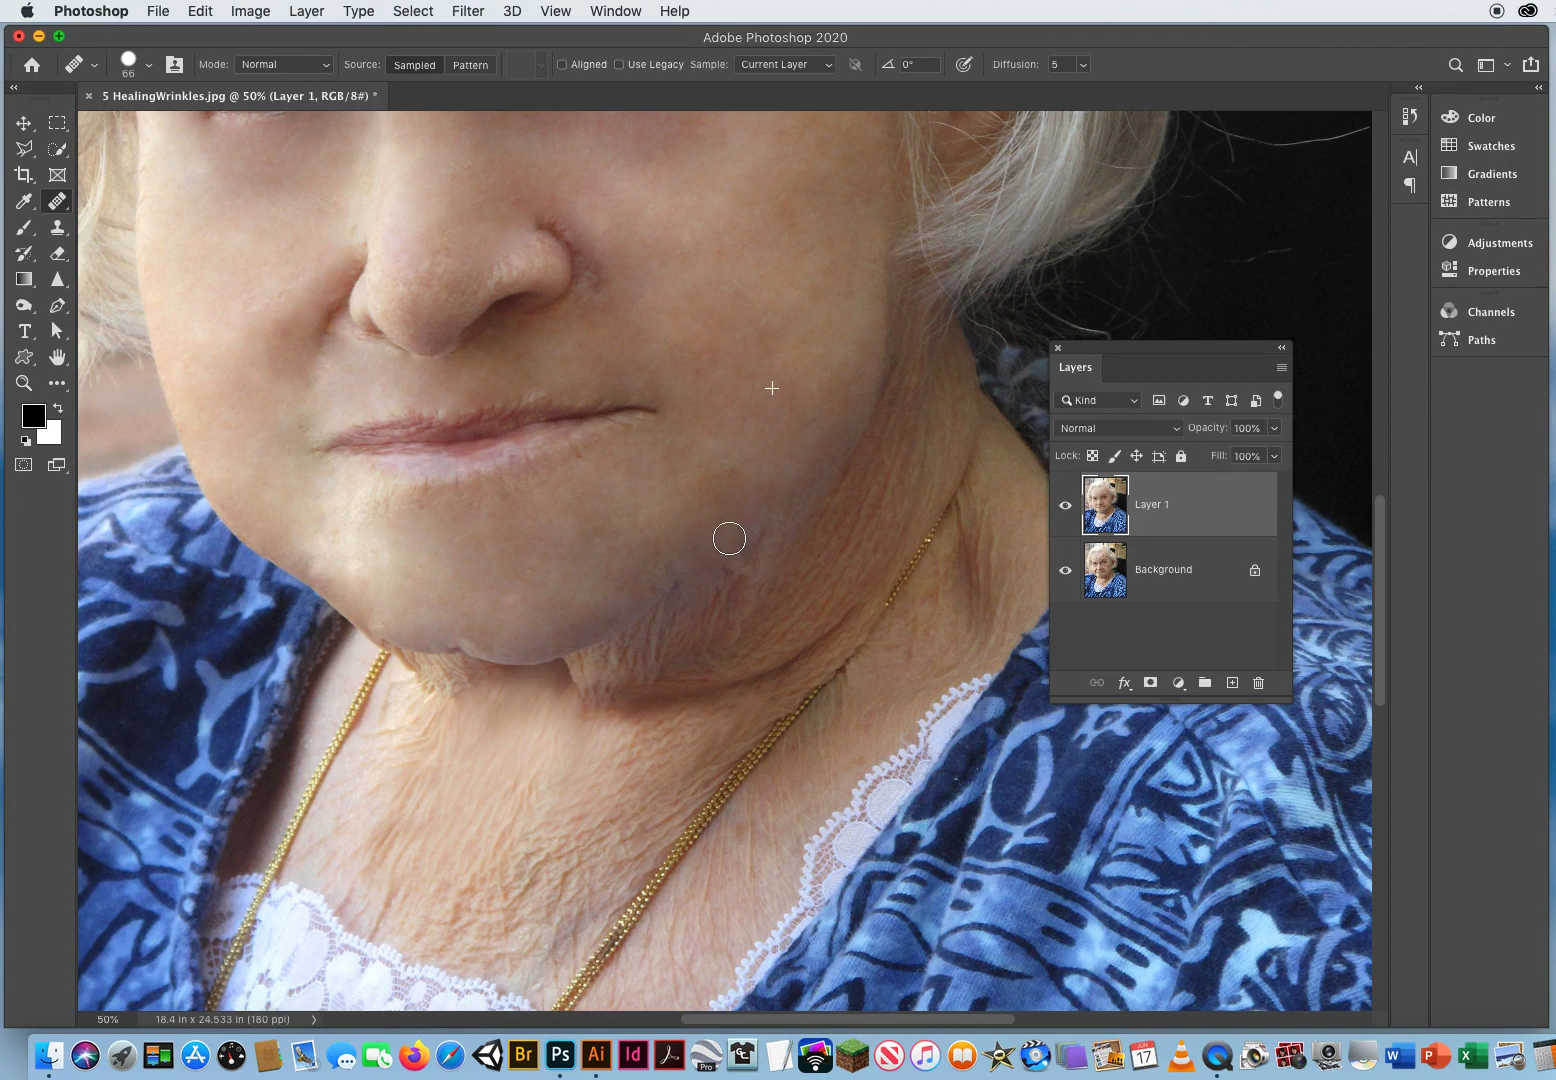 Photoshop File Edit Image Layer Type Select Filter 3D View Window Help
Adobe Photoshop 2020
66 Mode: Normal Source: Sampled Pattern Aligned Use Legacy Sample: Current Layer 0° Diffusion: 5
5 HealingWrinkles.jpg @ 50% (Layer 1, RGB/8#) *
Color
Swatches
Gradients
Patterns
Adjustments
Properties
Channels
Paths
Layers
Kind
Normal Opacity: 100%
Lock: Fill: 100%
Layer 1
Background
50% 18.4 in x 24.533 in (180 ppi)
Br Ps Ai Id Pro JUN 17 W P X